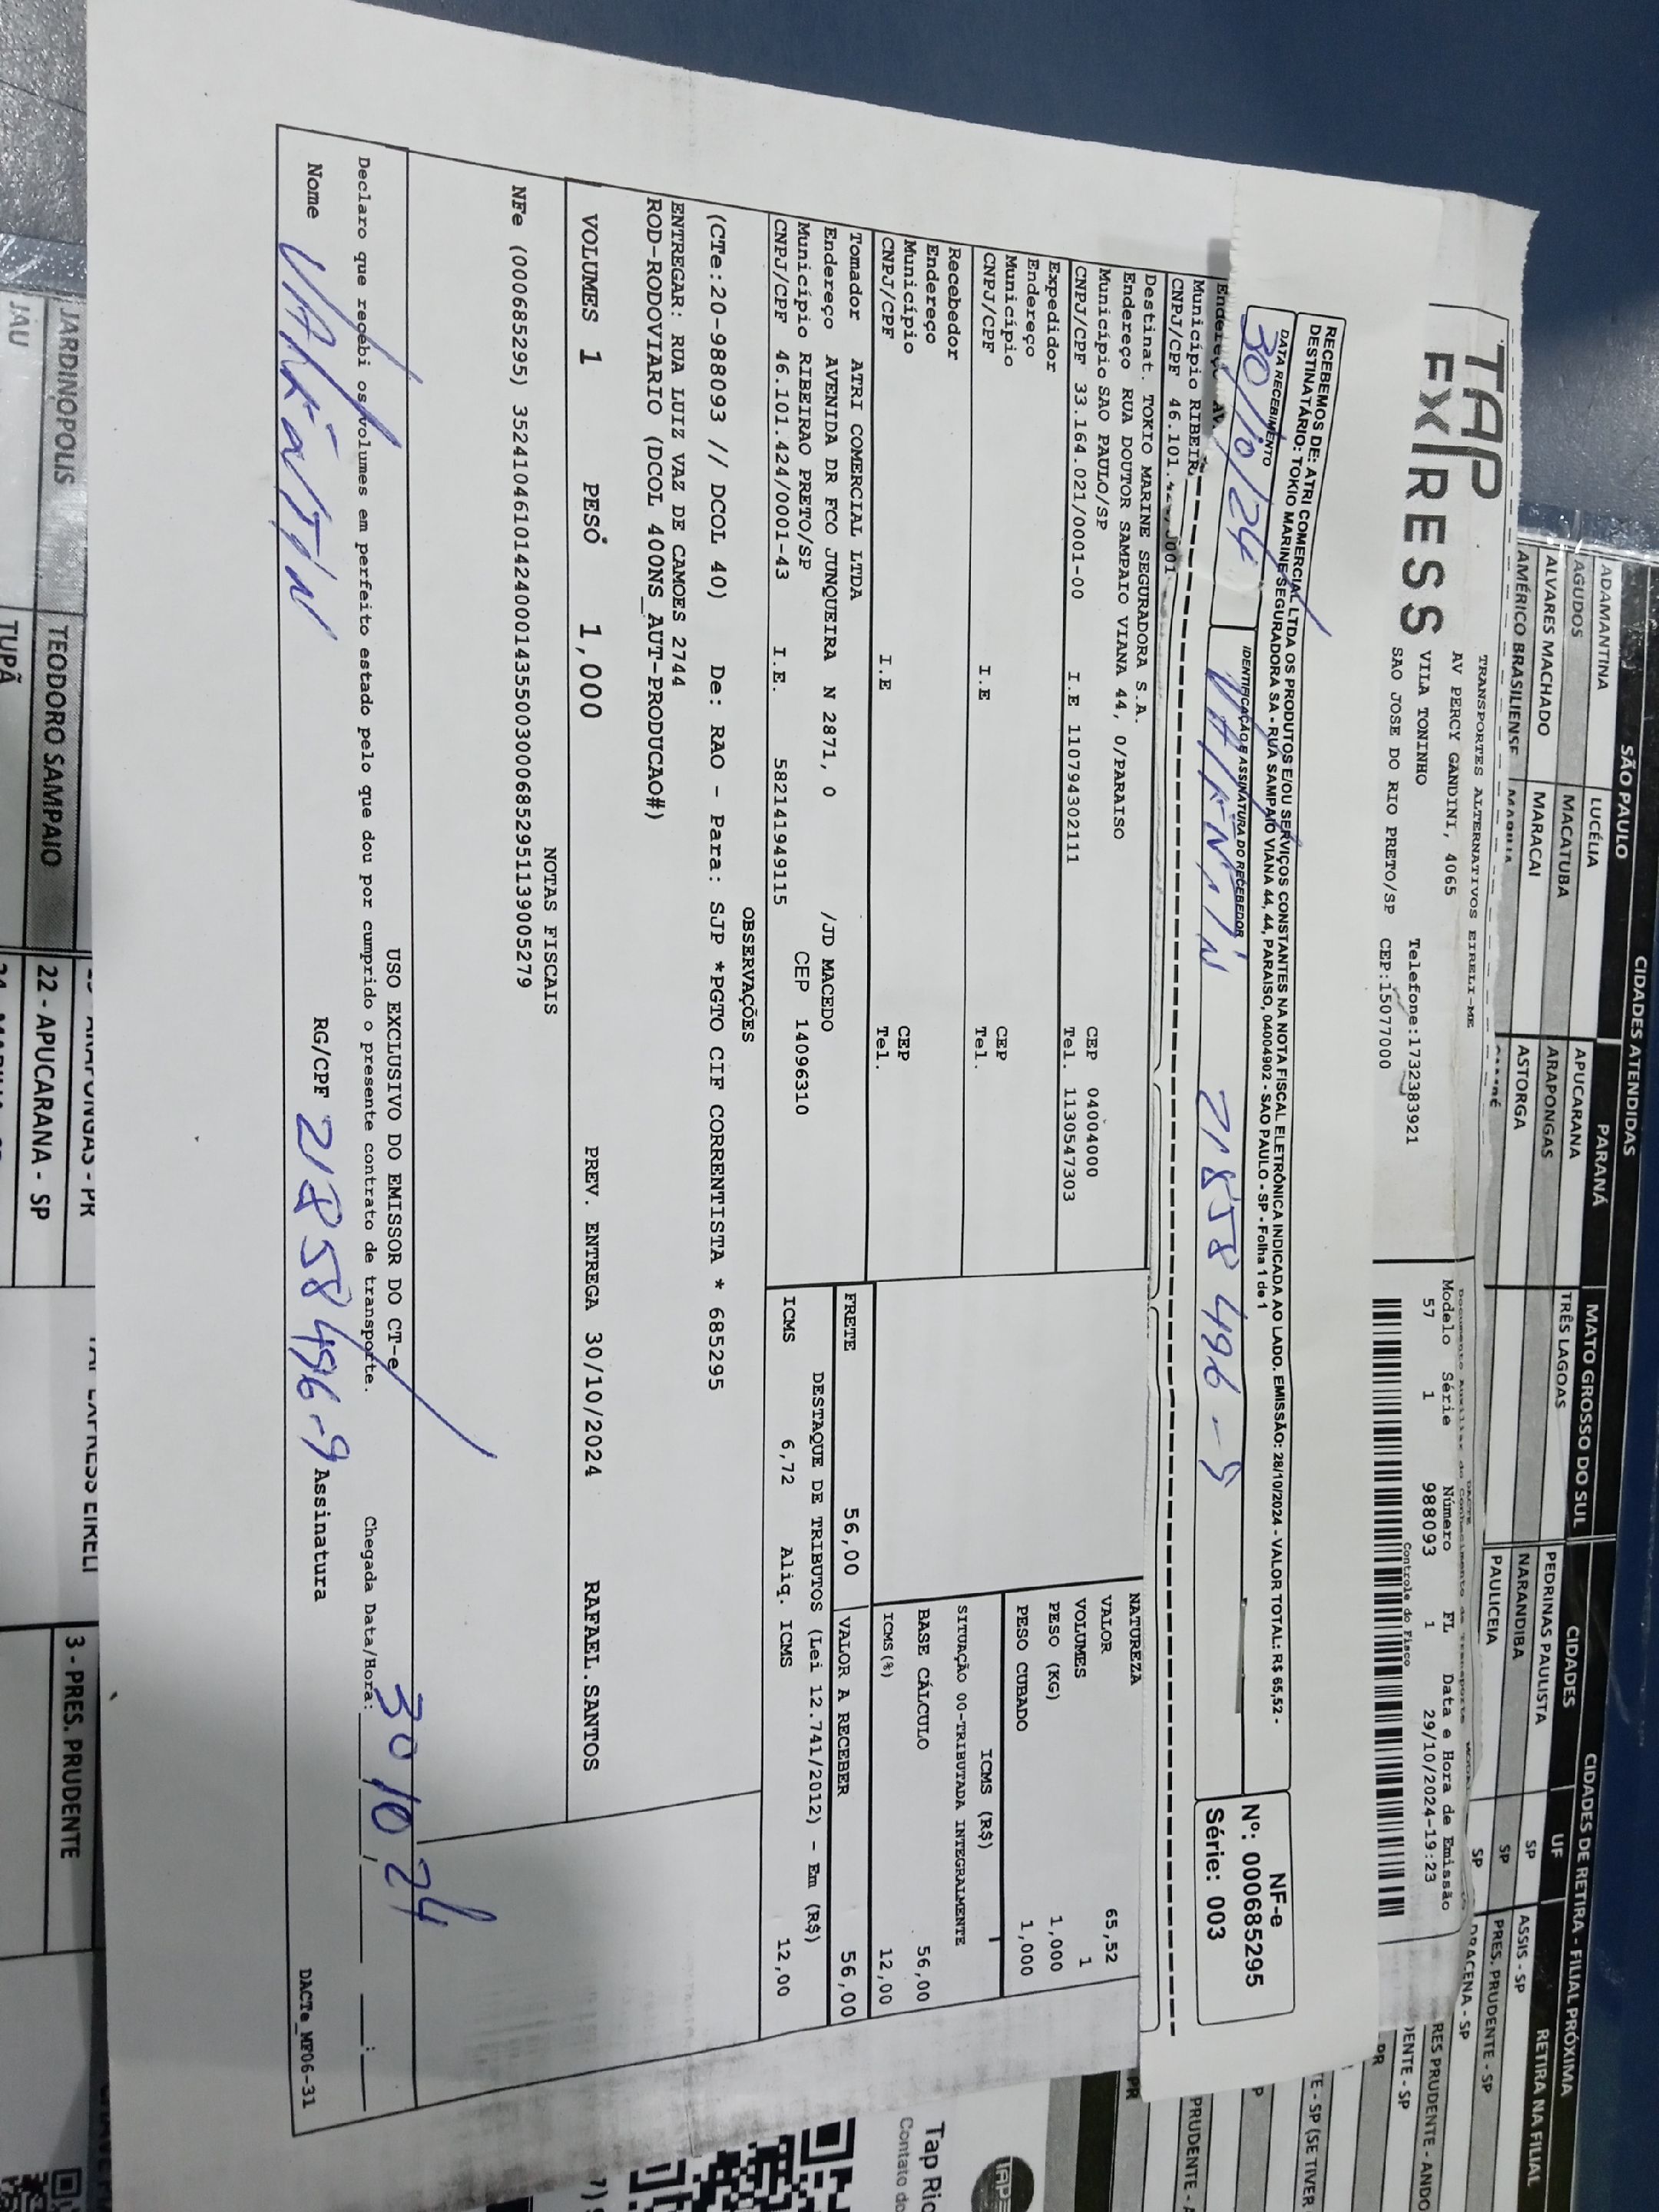 TAP
EXPRESS
TRANSPORTES ALTERNATIVOS EIRELI-ME
AV PERCY GANDINI, 4065
VILA TONINHO
SAO JOSE DO RIO PRETO/SP
Telefone:1732383921
CEP:15077000
Modelo Série Número FL Data e Hora de Emissão
57 1 988093 1 29/10/2024-19:23
Controle do Fisco
RECEBEMOS DE: ATRI COMERCIAL LTDA OS PRODUTOS E/OU SERVIÇOS CONSTANTES NA NOTA FISCAL ELETRÔNICA INDICADA AO LADO. EMISSÃO: 28/10/2024 - VALOR TOTAL: R$ 65,52 -
DESTINATÁRIO: TOKIO MARINE SEGURADORA SA - RUA SAMPAIO VIANA 44, 44, PARAISO, 04004902 - SAO PAULO - SP - Folha 1 de 1
DATA RECEBIMENTO
30/10/24
IDENTIFICAÇÃO E ASSINATURA DO RECEBEDOR
21858496-9
NF-e
Nº: 000685295
Série: 003
Endereço AV.
Município RIBEIR
CNPJ/CPF 46.101.
Destinat. TOKIO MARINE SEGURADORA S.A.
Endereço RUA DOUTOR SAMPAIO VIANA 44, 0/PARAISO
Município SAO PAULO/SP CEP 04004000
CNPJ/CPF 33.164.021/0001-00 I.E 110794302111 Tel. 1130547303
Expedidor
Endereço
Município CEP
CNPJ/CPF I.E Tel.
Recebedor
Endereço
Município CEP
CNPJ/CPF I.E Tel.
Tomador ATRI COMERCIAL LTDA
Endereço AVENIDA DR FCO JUNQUEIRA N 2871, 0 /JD MACEDO
Município RIBEIRAO PRETO/SP CEP 14096310
CNPJ/CPF 46.101.424/0001-43 I.E. 582141949115
NATUREZA
VALOR 65,52
VOLUMES 1
PESO (KG) 1,000
PESO CUBADO 1,000
ICMS (R$)
SITUAÇÃO 00-TRIBUTADA INTEGRALMENTE
BASE CÁLCULO 56,00
ICMS(%) 12,00
FRETE 56,00 VALOR A RECEBER 56,00
DESTAQUE DE TRIBUTOS (Lei 12.741/2012) - Em (R$)
ICMS 6,72 Aliq. ICMS 12,00
OBSERVAÇÕES
(CTe:20-988093 // DCOL 40) De: RAO - Para: SJP *PGTO CIF CORRENTISTA * 685295
ENTREGAR: RUA LUIZ VAZ DE CAMOES 2744
ROD-RODOVIARIO (DCOL 400NS_AUT-PRODUCAO#)
VOLUMES 1 PESO 1,000 PREV. ENTREGA 30/10/2024 RAFAEL.SANTOS
NOTAS FISCAIS
NFe (000685295) 35241046101424000143550030006852951139005279
USO EXCLUSIVO DO EMISSOR DO CT-e
Declaro que recebi os volumes em perfeito estado pelo que dou por cumprido o presente contrato de transporte. Chegada Data/Hora: 30 10 24
Nome RG/CPF 21858496-9 Assinatura
DACTe_MF06-31
CIDADES ATENDIDAS
SÃO PAULO PARANÁ MATO GROSSO DO SUL
ADAMANTINA LUCÉLIA APUCARANA TRÊS LAGOAS
AGUDOS MACATUBA ARAPONGAS
ALVARES MACHADO MARACAI ASTORGA
AMÉRICO BRASILIENSE
CIDADES DE RETIRA - FILIAL PRÓXIMA
CIDADES UF RETIRA NA FILIAL
PEDRINAS PAULISTA SP ASSIS - SP
NARANDIBA SP PRES. PRUDENTE - SP
PAULICEIA SP DRACENA - SP
JARDINÓPOLIS TEODORO SAMPAIO
JAU TUPÃ
22 - APUCARANA - SP
3 - PRES. PRUDENTE
Tap Rio